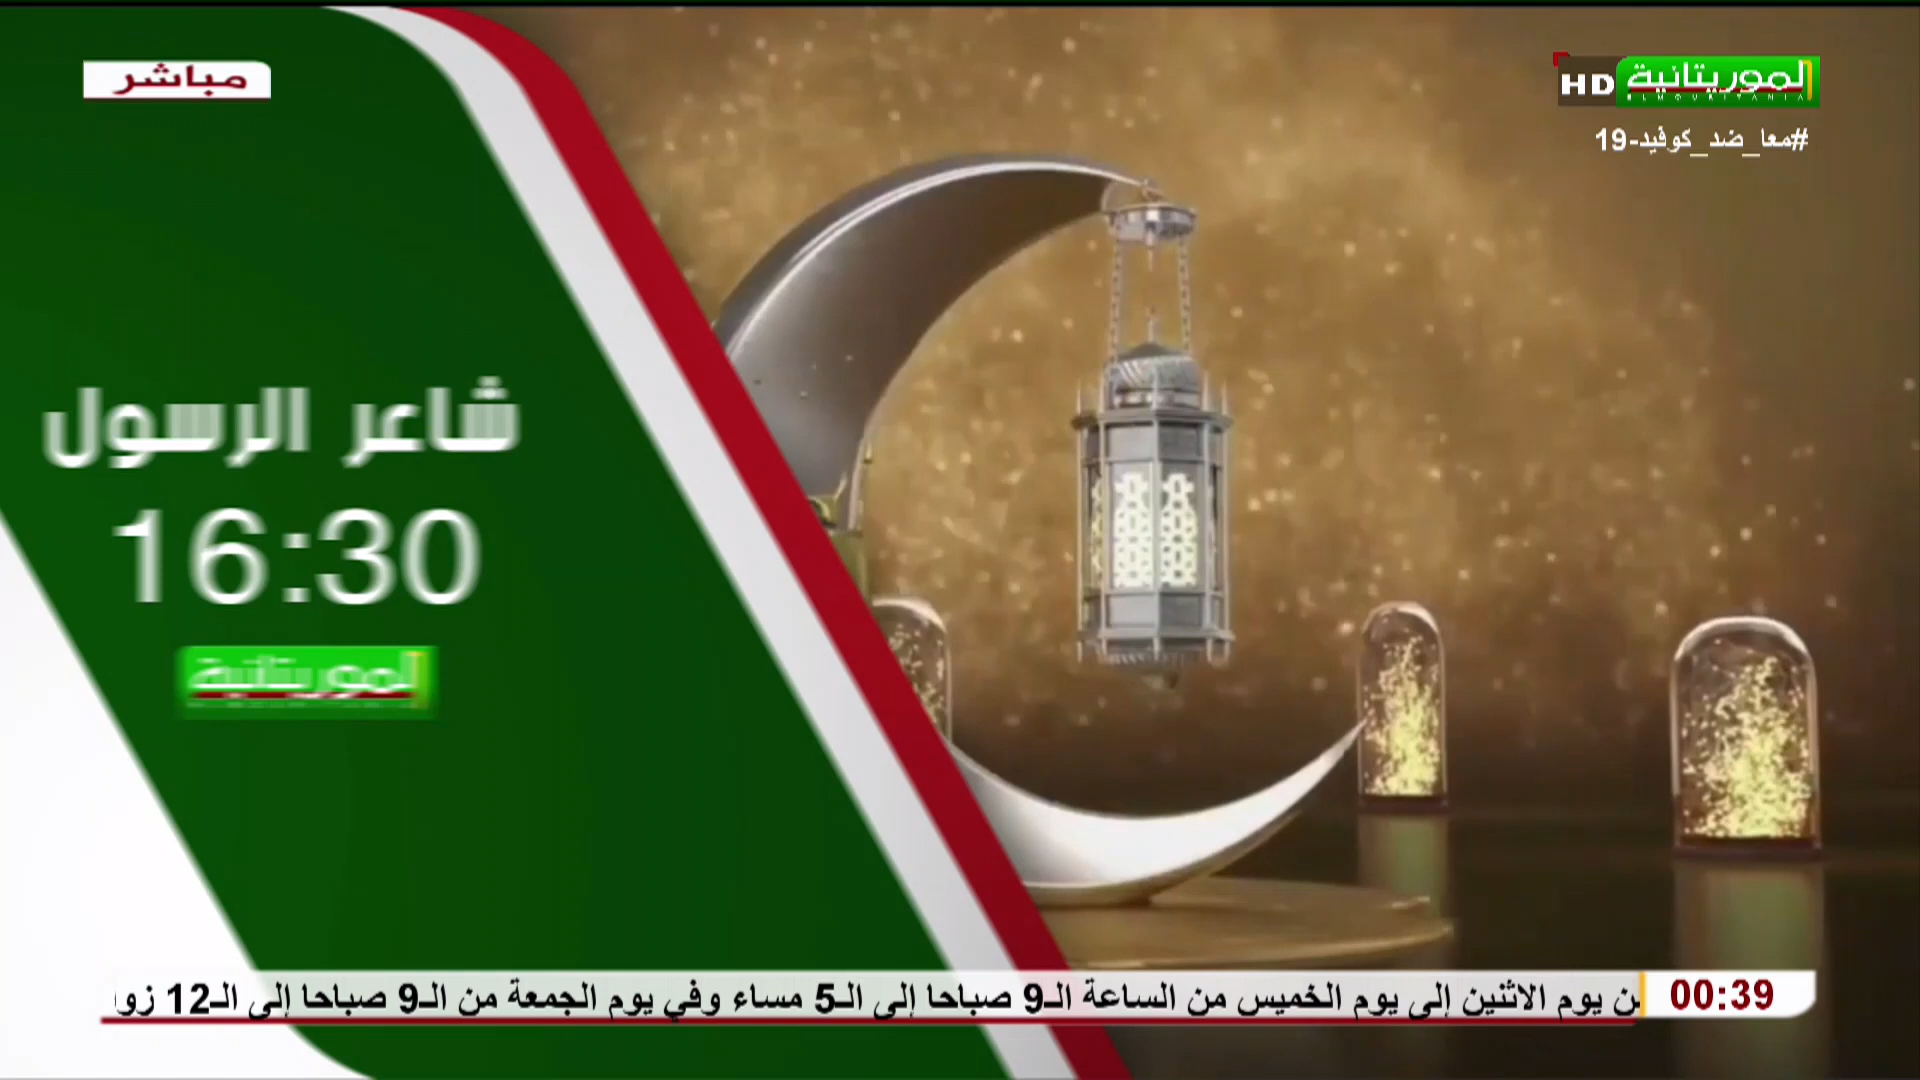 مباشر
HD الموريتانية
ELMOURITANIA
#معا_ضد_كوفيد-19
شاعر الرسول
16:30
الموريتانية
يوم الاثنين إلى يوم الخميس من الساعة الـ9 صباحا إلى الـ5 مساء وفي يوم الجمعة من الـ9 صباحا إلى الـ12
00:39